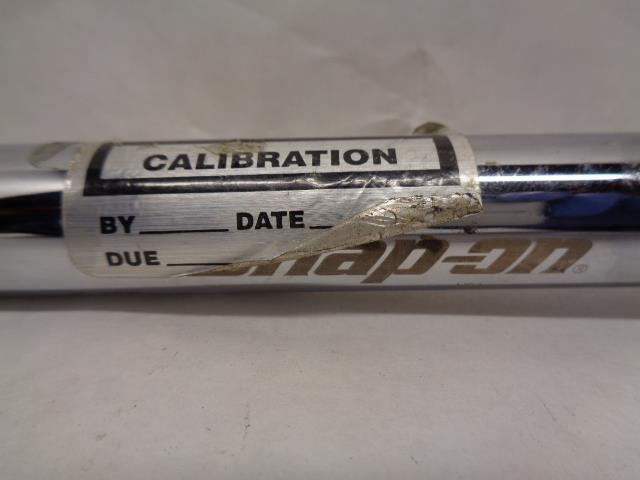 CALIBRATION
BY DATE
DUE
snap-on®